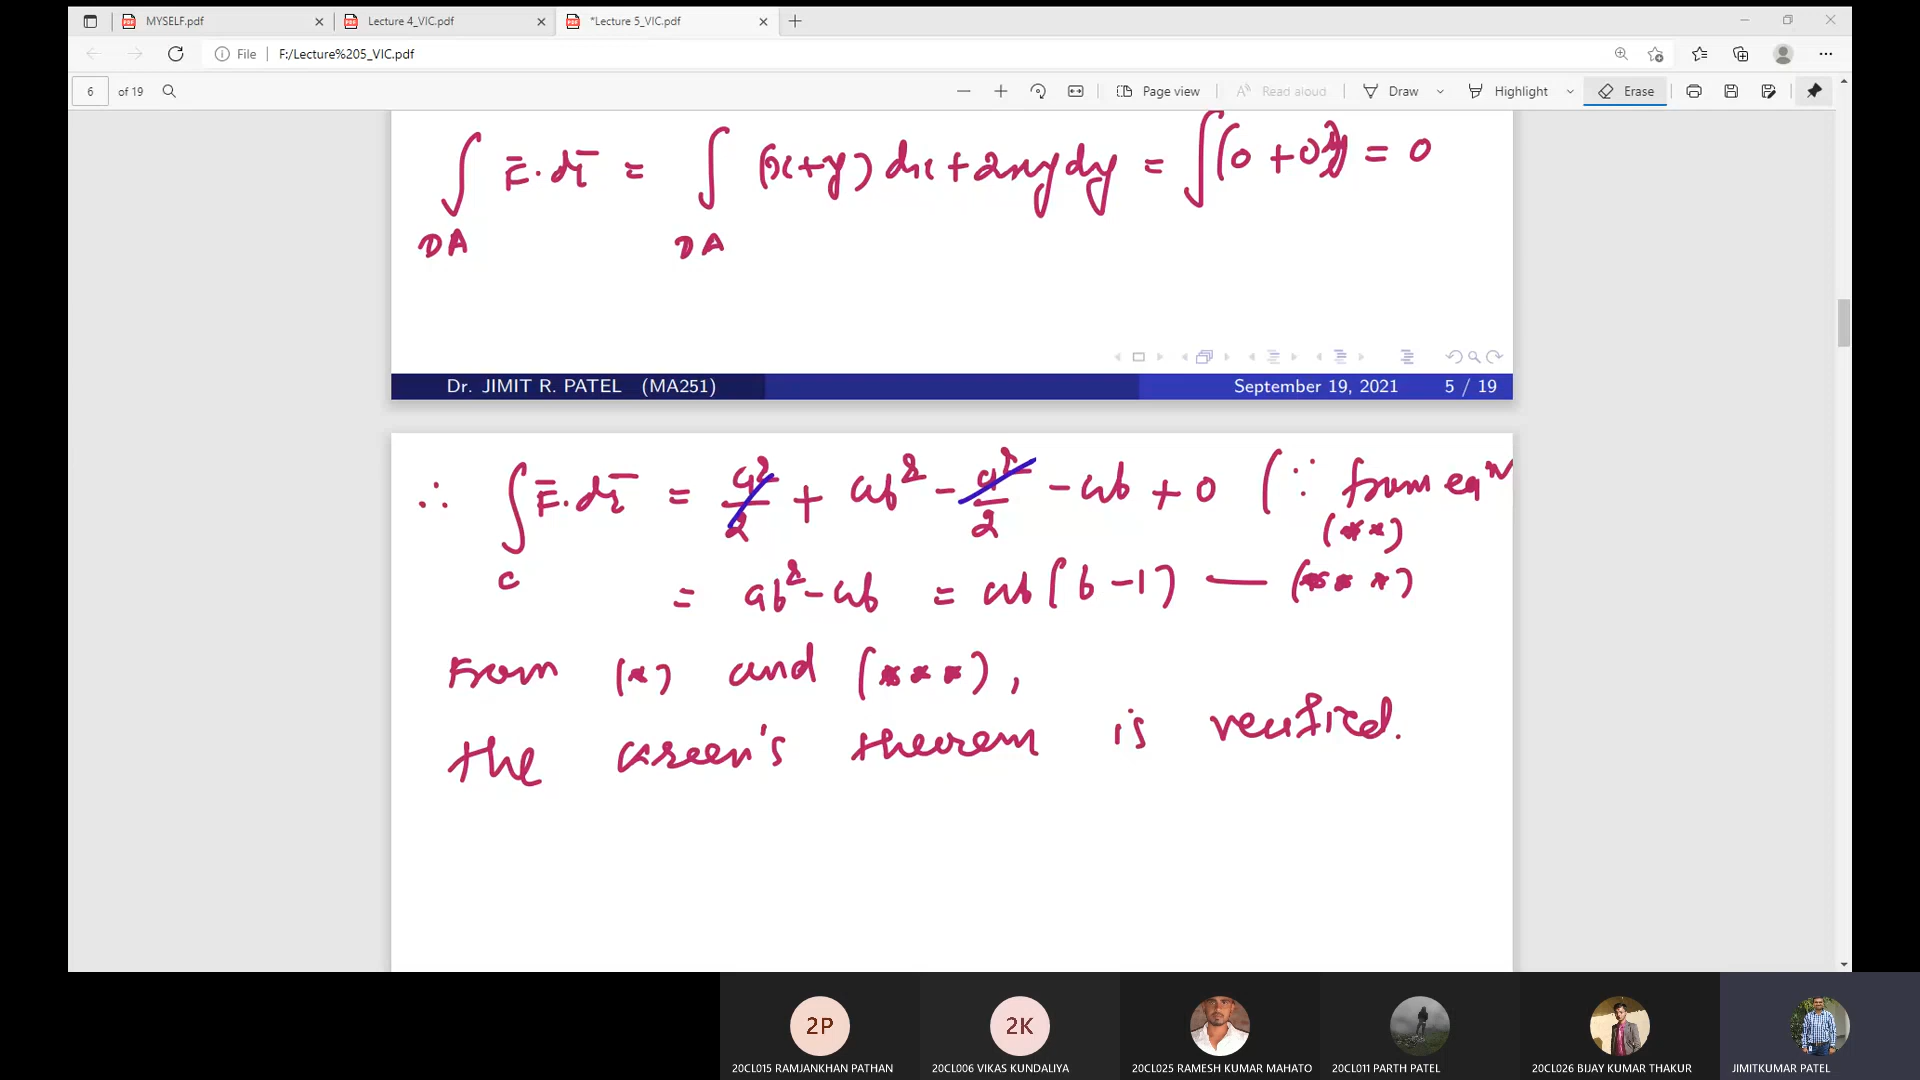 MYSELF.pdf
Lecture 4_VIC.pdf
*Lecture 5_VIC.pdf
File F:/Lecture%205_VIC.pdf
6 of 19 Page view Read aloud Draw Highlight Erase
∫ F̄·dr̄ = ∫ (x+y) dx + 2xy dy = ∫ (0 + 0) = 0
DA DA
Dr. JIMIT R. PATEL (MA251) September 19, 2021 5 / 19
∴ ∫ F̄·dr̄ = a²/2 + ab² - a²/2 - ab + 0 (∵ from eqn
C (**)
= ab² - ab = ab (b - 1) — (***)
From (*) and (***),
the Green's theorem is verified.
2P 2K
20CL015 RAMJANKHAN PATHAN 20CL006 VIKAS KUNDALIYA 20CL025 RAMESH KUMAR MAHATO 20CL011 PARTH PATEL 20CL026 BIJAY KUMAR THAKUR JIMITKUMAR PATEL